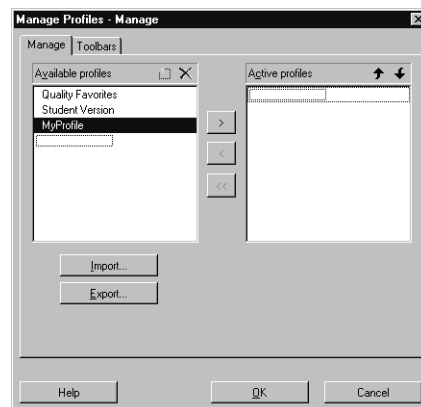 Manage Profiles - Manage
Manage Toolbars
Available profiles
Active profiles
Quality Favorites
Student Version
MyProfile
>
<
<<
Import...
Export...
Help
OK
Cancel